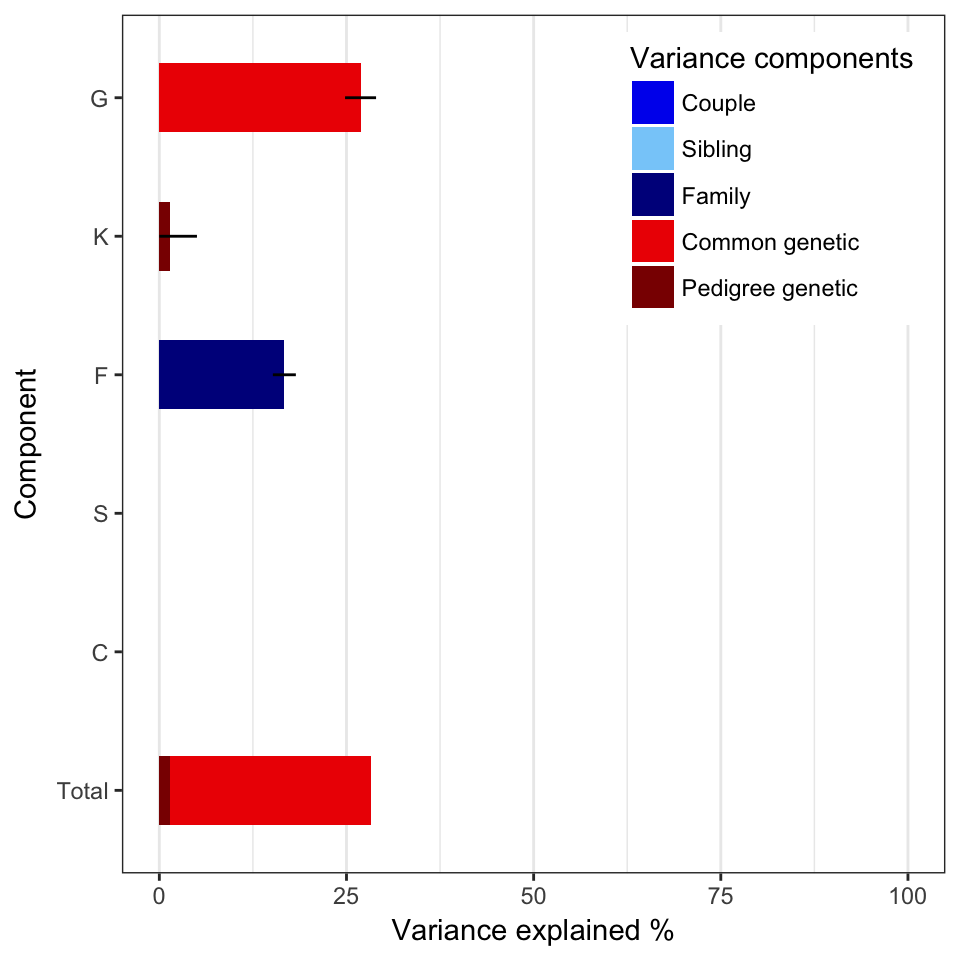 Variance components
Couple
Sibling
Family
Common genetic
Pedigree genetic
G
K
F
S
C
Total
Component
0 25 50 75 100
Variance explained %